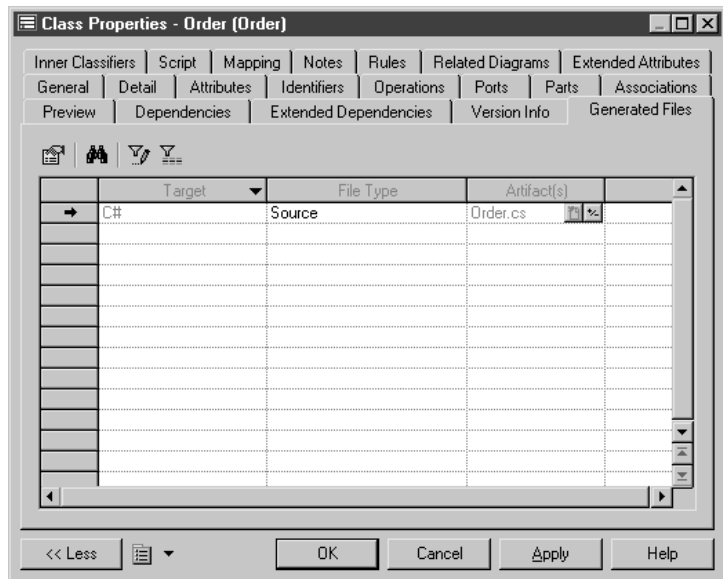 Class Properties - Order (Order)
Inner Classifiers Script Mapping Notes Rules Related Diagrams Extended Attributes
General Detail Attributes Identifiers Operations Ports Parts Associations
Preview Dependencies Extended Dependencies Version Info Generated Files
Target File Type Artifact(s)
C# Source Order.cs
<< Less OK Cancel Apply Help